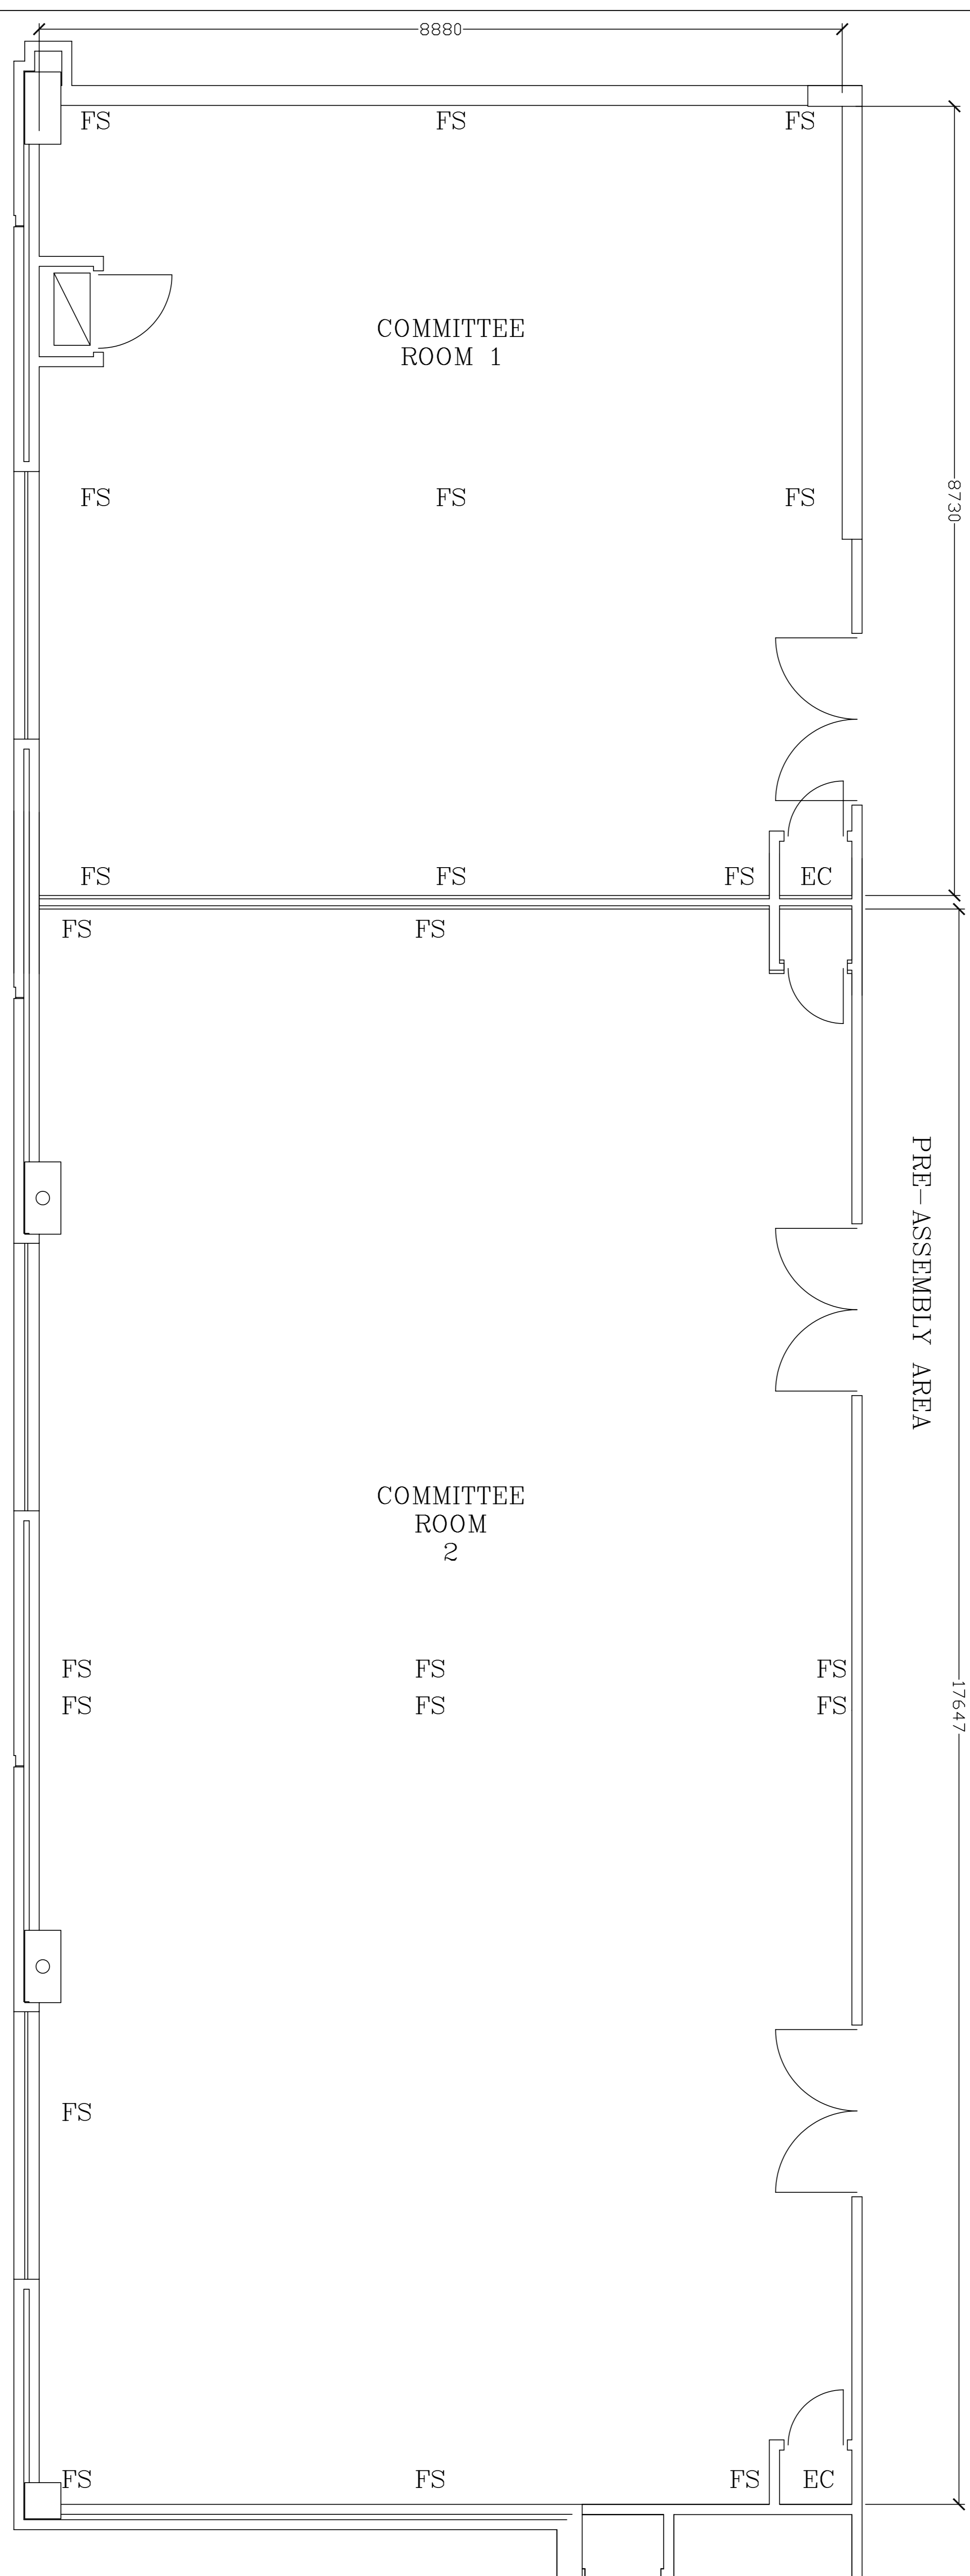 8880
FS FS FS
COMMITTEE
ROOM 1
FS FS FS
8730
FS FS FS EC
FS FS
PRE-ASSEMBLY AREA
COMMITTEE
ROOM
2
FS FS FS
17647
FS FS FS
FS
FS FS FS EC